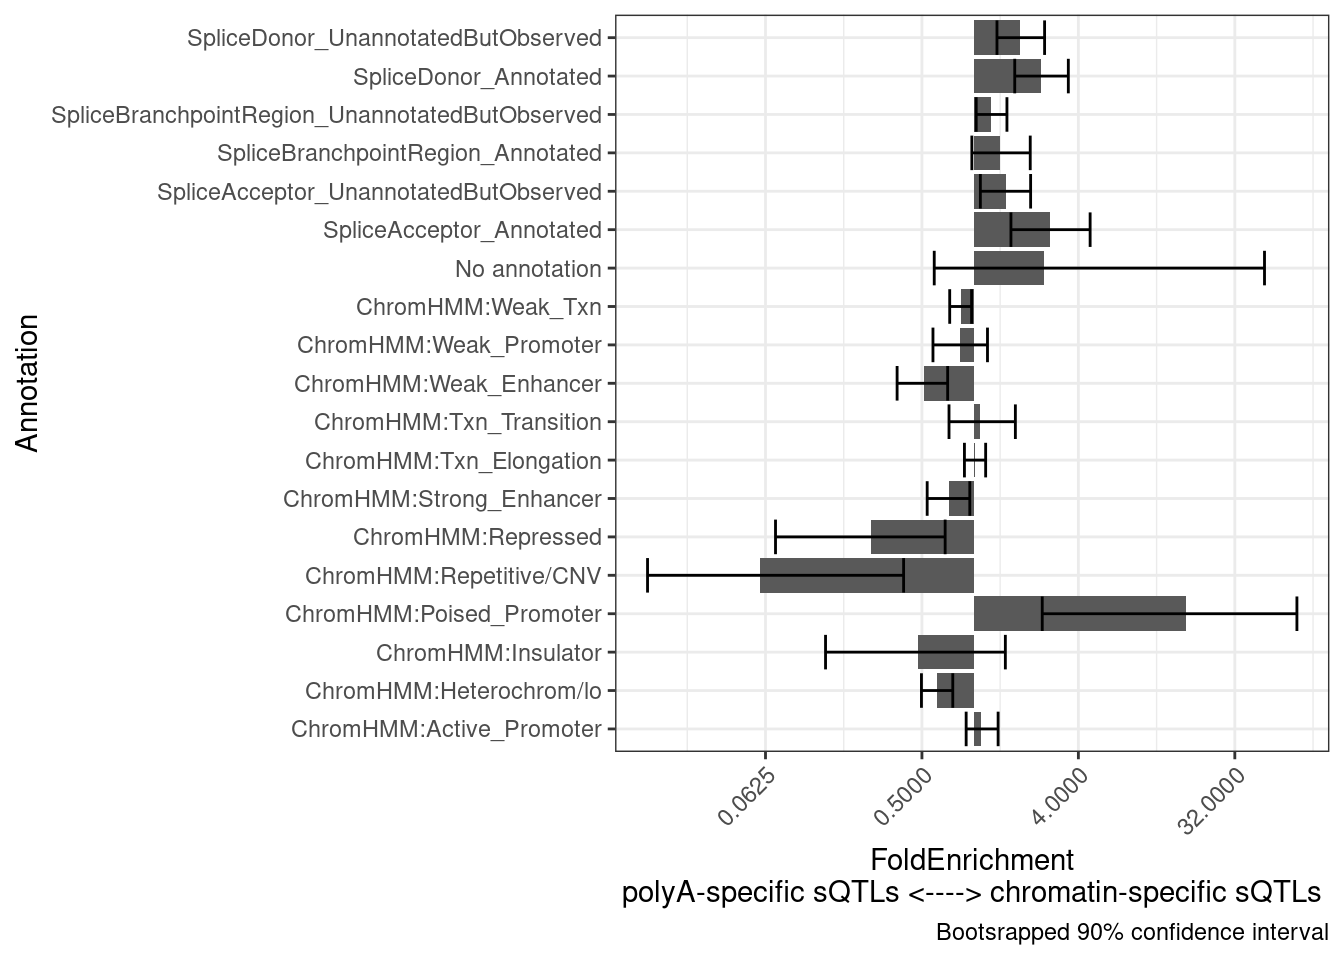 SpliceDonor_UnannotatedButObserved
SpliceDonor_Annotated
SpliceBranchpointRegion_UnannotatedButObserved
SpliceBranchpointRegion_Annotated
SpliceAcceptor_UnannotatedButObserved
SpliceAcceptor_Annotated
No annotation
ChromHMM:Weak_Txn
ChromHMM:Weak_Promoter
ChromHMM:Weak_Enhancer
ChromHMM:Txn_Transition
ChromHMM:Txn_Elongation
ChromHMM:Strong_Enhancer
ChromHMM:Repressed
ChromHMM:Repetitive/CNV
ChromHMM:Poised_Promoter
ChromHMM:Insulator
ChromHMM:Heterochrom/lo
ChromHMM:Active_Promoter
Annotation
0.0625
0.5000
4.0000
32.0000
FoldEnrichment
polyA-specific sQTLs <----> chromatin-specific sQTLs
Bootsrapped 90% confidence interval